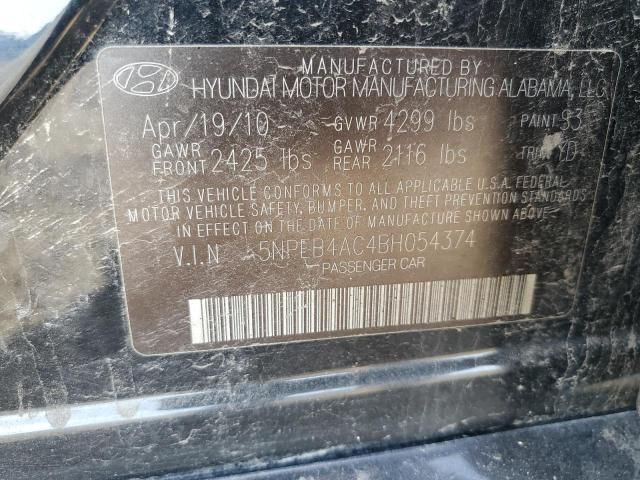 MANUFACTURED BY
HYUNDAI MOTOR MANUFACTURING ALABAMA, LLC
Apr/19/10 GVWR 4299 lbs PAINT S3
GAWR FRONT 2425 lbs GAWR REAR 2116 lbs TRIM YD
THIS VEHICLE CONFORMS TO ALL APPLICABLE U.S.A. FEDERAL
MOTOR VEHICLE SAFETY, BUMPER, AND THEFT PREVENTION STANDARDS
IN EFFECT ON THE DATE OF MANUFACTURE SHOWN ABOVE.
V.I.N 5NPEB4AC4BH054374
PASSENGER CAR